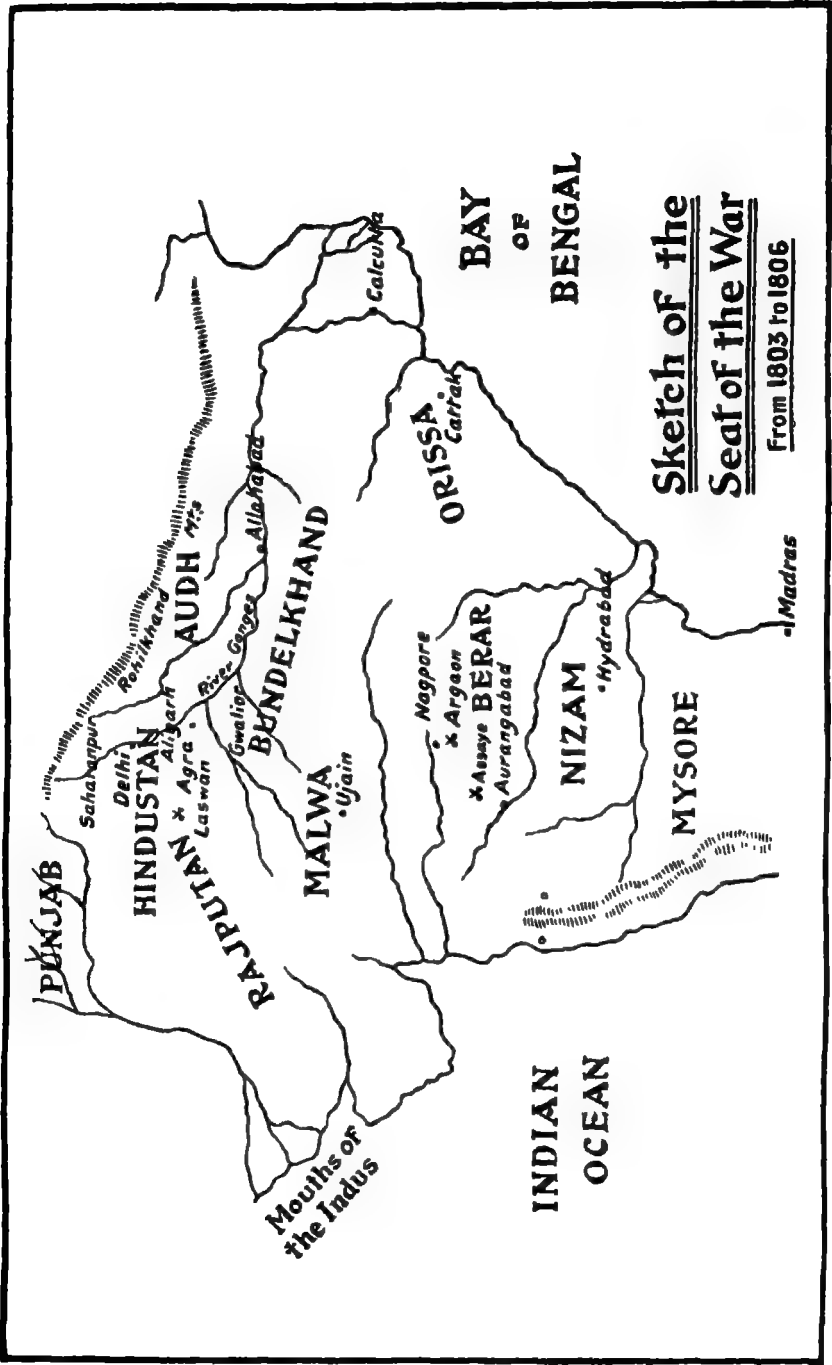 PUNJAB
Saharanpur
Rohilkhand
Delhi
HINDUSTAN
Aligarh
AUDH Mts
Agra
Laswan
RAJPUTAN
River Ganges
Gwalior
Allahabad
BUNDELKHAND
MALWA
Ujain
Calcutta
Mouths of
the Indus
ORISSA
Cattak
Nagpore
Argaon
Assaye
BERAR
Aurangabad
NIZAM
Hydrabad
MYSORE
Madras
BAY
OF
BENGAL
INDIAN
OCEAN
Sketch of the
Seat of the War
From 1803 to 1806